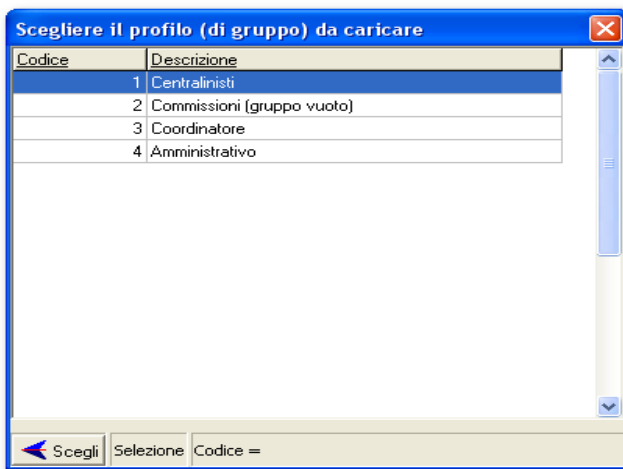 Scegliere il profilo (di gruppo) da caricare
Codice Descrizione
1 Centralinisti
2 Commissioni (gruppo vuoto)
3 Coordinatore
4 Amministrativo
Scegli Selezione Codice =